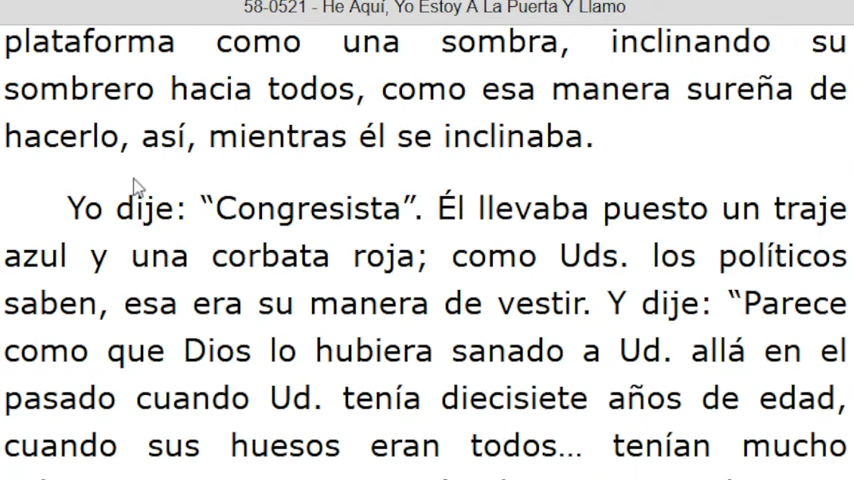 58-0521 - He Aquí, Yo Estoy A La Puerta Y Llamo
plataforma como una sombra, inclinando su
sombrero hacia todos, como esa manera sureña de
hacerlo, así, mientras él se inclinaba.
Yo dije: “Congresista”. Él llevaba puesto un traje
azul y una corbata roja; como Uds. los políticos
saben, esa era su manera de vestir. Y dije: “Parece
como que Dios lo hubiera sanado a Ud. allá en el
pasado cuando Ud. tenía diecisiete años de edad,
cuando sus huesos eran todos... tenían mucho